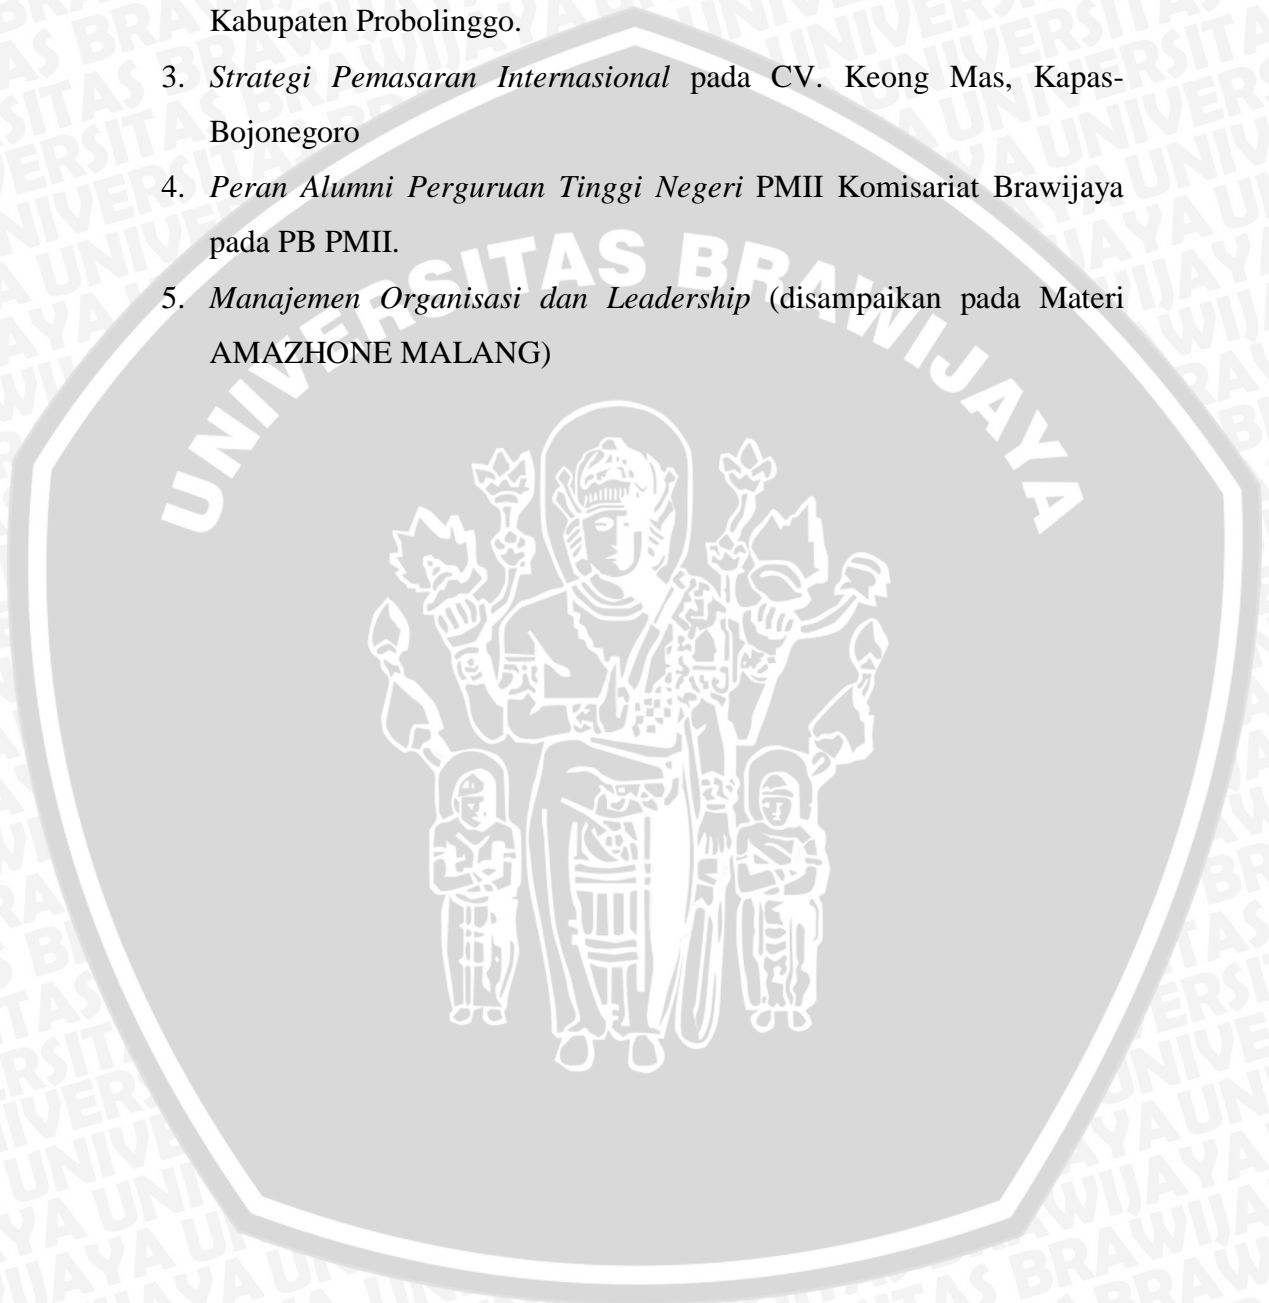 Kabupaten Probolinggo.
3. Strategi Pemasaran Internasional pada CV. Keong Mas, Kapas-
Bojonegoro
4. Peran Alumni Perguruan Tinggi Negeri PMII Komisariat Brawijaya
pada PB PMII.
5. Manajemen Organisasi dan Leadership (disampaikan pada Materi
AMAZHONE MALANG)
UNIVERSITAS BRAWIJAYA